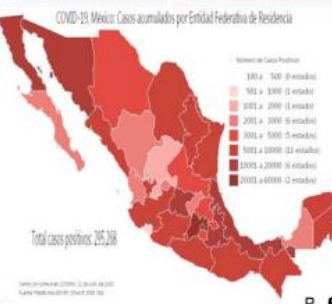 COVID-19, México: Casos acumulados por Entidad Federativa de Residencia
Número de Casos Positivos
100 a 500 (0 estados)
501 a 1000 (1 estado)
1001 a 2000 (1 estado)
2001 a 3000 (6 estados)
3001 a 5000 (5 estados)
5001 a 10000 (11 estados)
10001 a 20000 (6 estados)
20001 a 60000 (2 estados)
Total casos positivos: 295,268